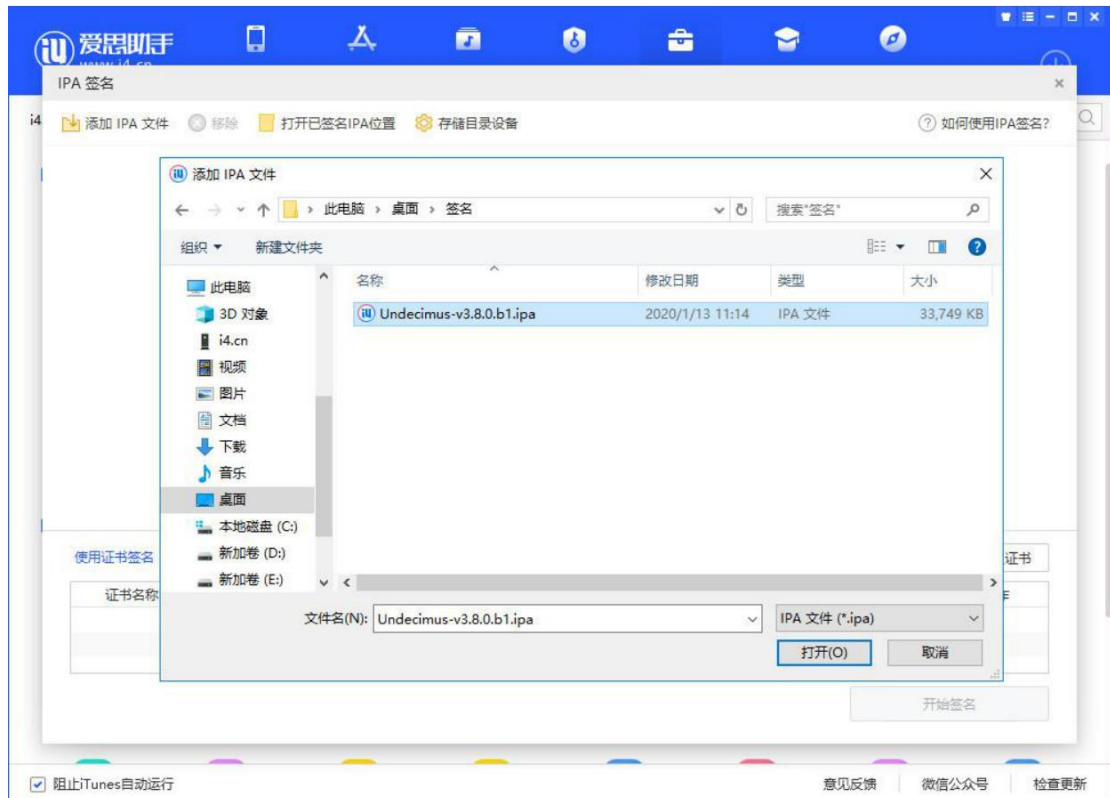 爱思助手
www.i4.cn
IPA 签名
i4
添加 IPA 文件 移除 打开已签名IPA位置 存储目录设备 如何使用IPA签名?
添加 IPA 文件
此电脑 › 桌面 › 签名 搜索"签名"
组织 新建文件夹
名称 修改日期 类型 大小
Undecimus-v3.8.0.b1.ipa 2020/1/13 11:14 IPA 文件 33,749 KB
此电脑
3D 对象
i4.cn
视频
图片
文档
下载
音乐
桌面
本地磁盘 (C:)
新加卷 (D:)
新加卷 (E:)
使用证书签名 证书
证书名称
文件名(N): Undecimus-v3.8.0.b1.ipa IPA 文件 (*.ipa)
打开(O) 取消
开始签名
阻止iTunes自动运行 意见反馈 微信公众号 检查更新